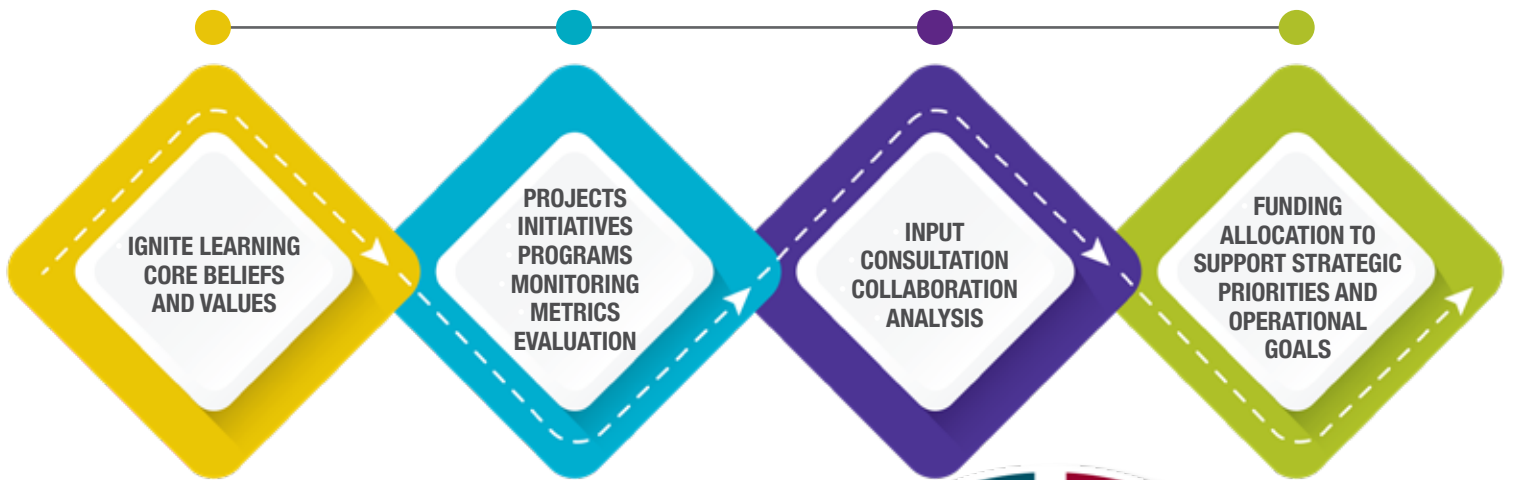 IGNITE LEARNING
CORE BELIEFS
AND VALUES
PROJECTS
INITIATIVES
PROGRAMS
MONITORING
METRICS
EVALUATION
INPUT
CONSULTATION
COLLABORATION
ANALYSIS
FUNDING
ALLOCATION TO
SUPPORT STRATEGIC
PRIORITIES AND
OPERATIONAL
GOALS